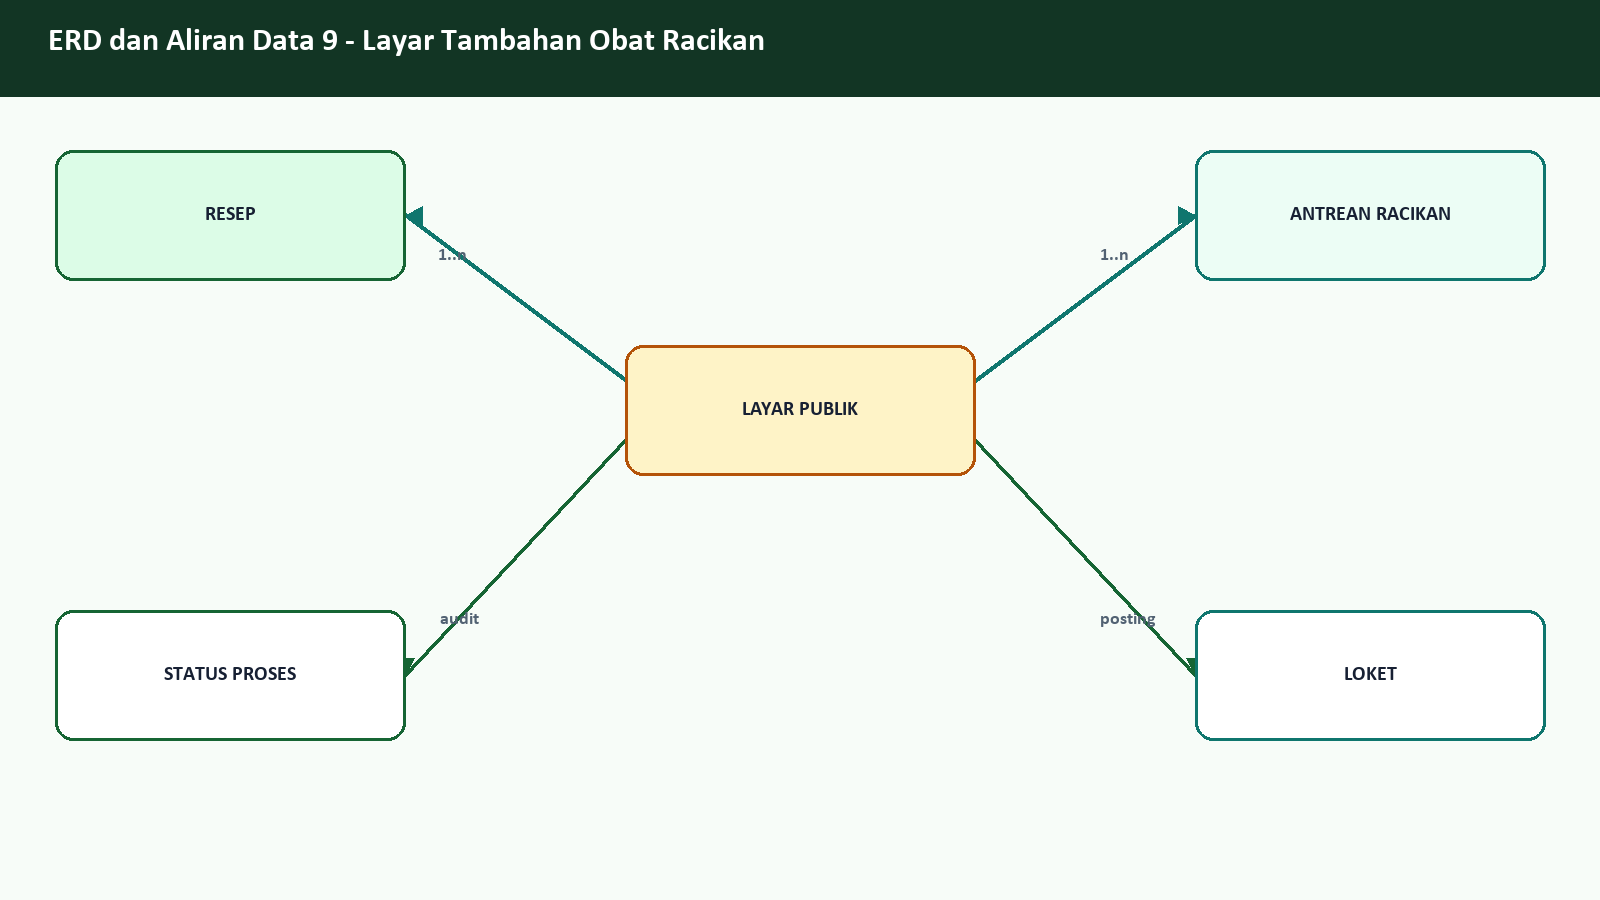 ERD dan Aliran Data 9 - Layar Tambahan Obat Racikan
RESEP
ANTREAN RACIKAN
1..n
1..n
LAYAR PUBLIK
audit
posting
STATUS PROSES
LOKET